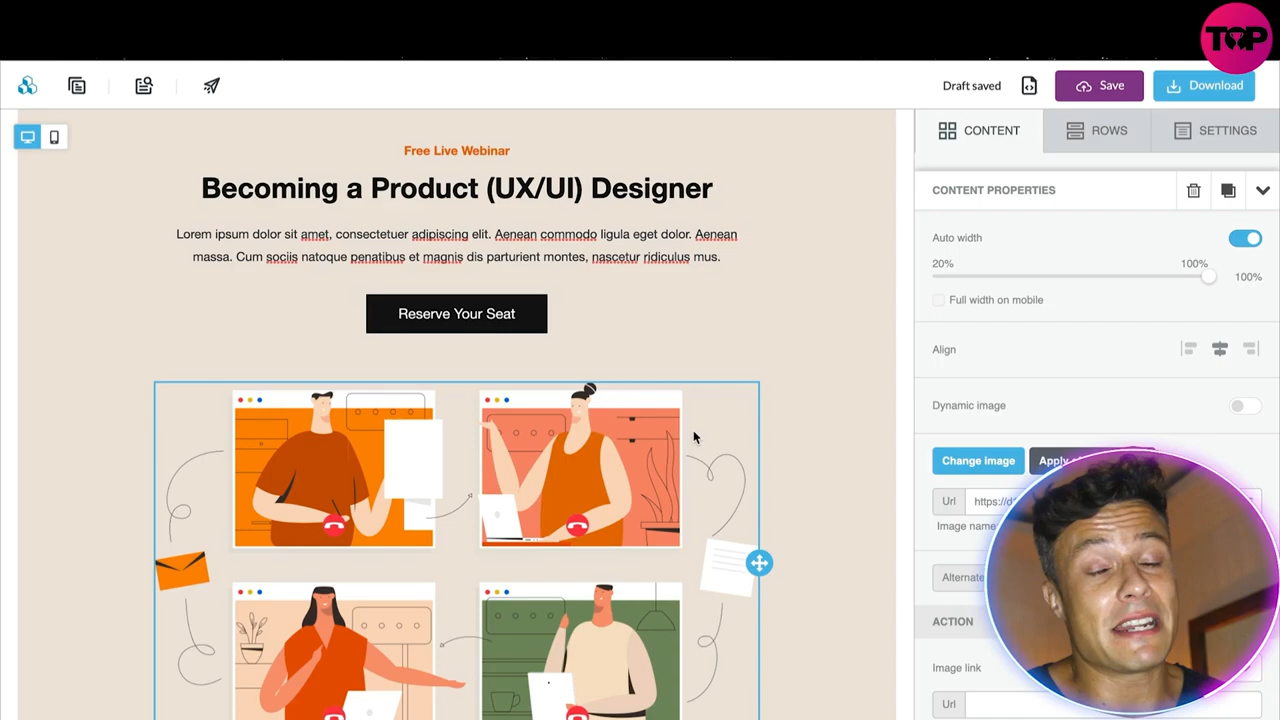 TOP
Draft saved
Save
Download
CONTENT
ROWS
SETTINGS
Free Live Webinar
Becoming a Product (UX/UI) Designer
Lorem ipsum dolor sit amet, consectetuer adipiscing elit. Aenean commodo ligula eget dolor. Aenean
massa. Cum sociis natoque penatibus et magnis dis parturient montes, nascetur ridiculus mus.
Reserve Your Seat
CONTENT PROPERTIES
Auto width
20%
100%
100%
Full width on mobile
Align
Dynamic image
Change image
Apply
Url
Image name
Alternate
ACTION
Image link
Url